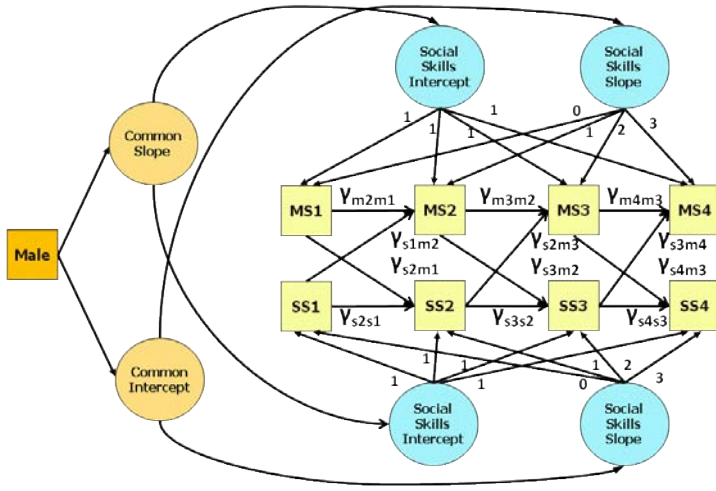 Social
Skills
Intercept
Social
Skills
Slope
Common
Slope
1
1
1
1
0
1
2
3
MS1
γm2m1
MS2
γm3m2
MS3
γm4m3
MS4
γs1m2
γs2m3
γs3m4
Male
γs2m1
γs3m2
γs4m3
SS1
γs2s1
SS2
γs3s2
SS3
γs4s3
SS4
Common
Intercept
1
1
1
1
0
1
2
3
Social
Skills
Intercept
Social
Skills
Slope